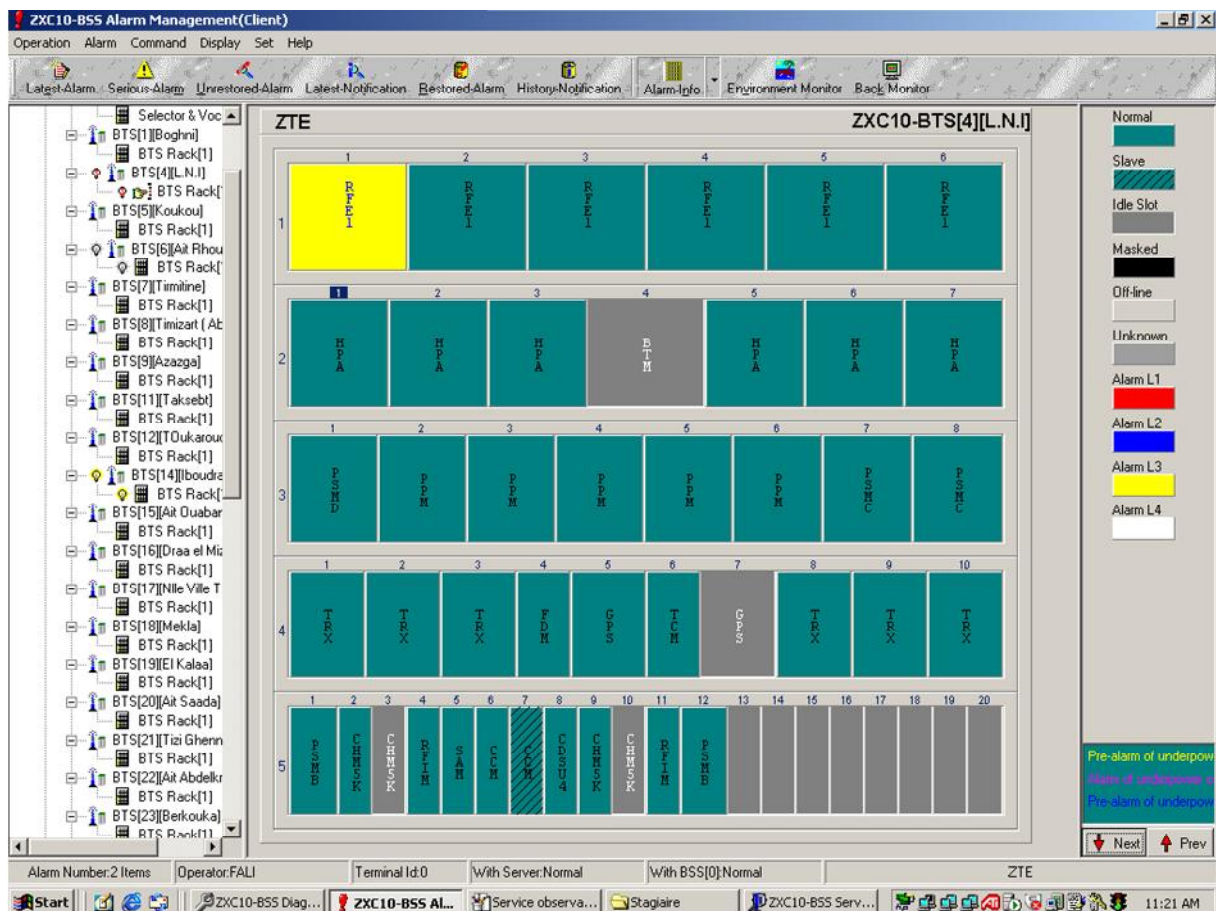 ZXC10-BSS Alarm Management(Client)
Operation Alarm Command Display Set Help
Latest-Alarm Serious-Alarm Unrestored-Alarm Latest-Notification Restored-Alarm History-Notification Alarm-Info Environment Monitor Back Monitor
Selector & Voc
BTS[1][Boghni]
BTS Rack[1]
BTS[4][L.N.I]
BTS Rack[
BTS[5][Koukou]
BTS Rack[1]
BTS[6][Ait Rhou
BTS Rack[
BTS[7][Tirmitine]
BTS Rack[1]
BTS[8][Timizart ( Ab
BTS Rack[1]
BTS[9][Azazga]
BTS Rack[1]
BTS[11][Taksebt]
BTS Rack[1]
BTS[12][TOukarouc
BTS Rack[1]
BTS[14][Iboudra
BTS Rack[
BTS[15][Ait Ouabar
BTS Rack[1]
BTS[16][Draa el Miz
BTS Rack[1]
BTS[17][Nlle Ville T
BTS Rack[1]
BTS[18][Mekla]
BTS Rack[1]
BTS[19][El Kalaa]
BTS Rack[1]
BTS[20][Ait Saada]
BTS Rack[1]
BTS[21][Tizi Ghenn
BTS Rack[1]
BTS[22][Ait Abdelkr
BTS Rack[1]
BTS[23][Berkouka]
BTS Rack[1]
ZTE ZXC10-BTS[4][L.N.I]
1 2 3 4 5 6
1 RFE1 RFE1 RFE1 RFE1 RFE1 RFE1
1 2 3 4 5 6 7
2 HPA HPA HPA BTM HPA HPA HPA
1 2 3 4 5 6 7 8
3 PSMD PPM PPM PPM PPM PPM PSMC PSMC
1 2 3 4 5 6 7 8 9 10
4 TRX TRX TRX FDM GPS TCM GPS TRX TRX TRX
1 2 3 4 5 6 7 8 9 10 11 12 13 14 15 16 17 18 19 20
5 PSMB CHM5K CHM5K RFIM SAM CCM CCM CDSU4 CHM5K CHM5K RFIM PSMB
Normal
Slave
Idle Slot
Masked
Off-line
Unknown
Alarm L1
Alarm L2
Alarm L3
Alarm L4
Pre-alarm of underpow
Alarm of underpower
Pre-alarm of underpow
Next Prev
Alarm Number:2 Items Operator:FALI Terminal Id:0 With Server:Normal With BSS[0]:Normal ZTE
Start ZXC10-BSS Diag... ZXC10-BSS Al... Service observa... Stagiaire ZXC10-BSS Serv... 11:21 AM